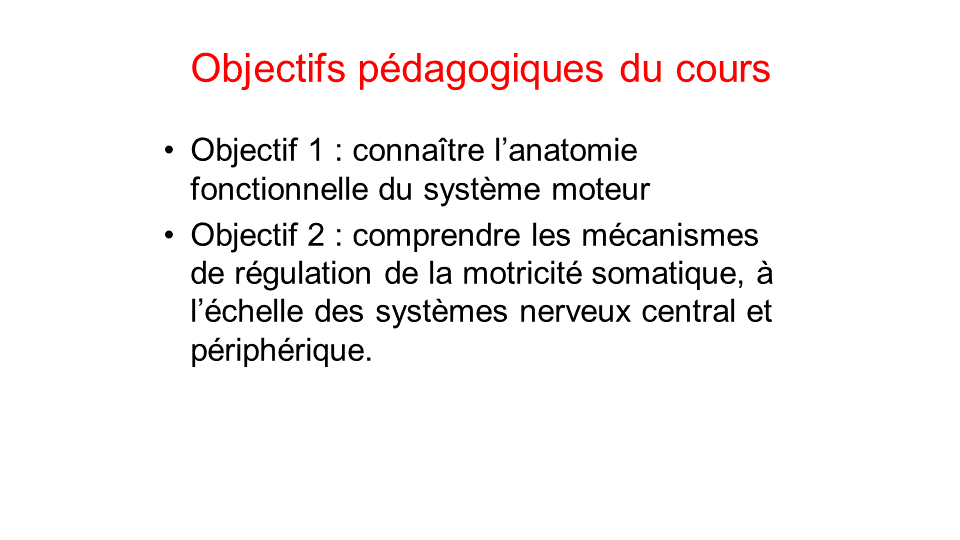 Objectifs pédagogiques du cours
• Objectif 1 : connaître l’anatomie
fonctionnelle du système moteur
• Objectif 2 : comprendre les mécanismes
de régulation de la motricité somatique, à
l’échelle des systèmes nerveux central et
périphérique.